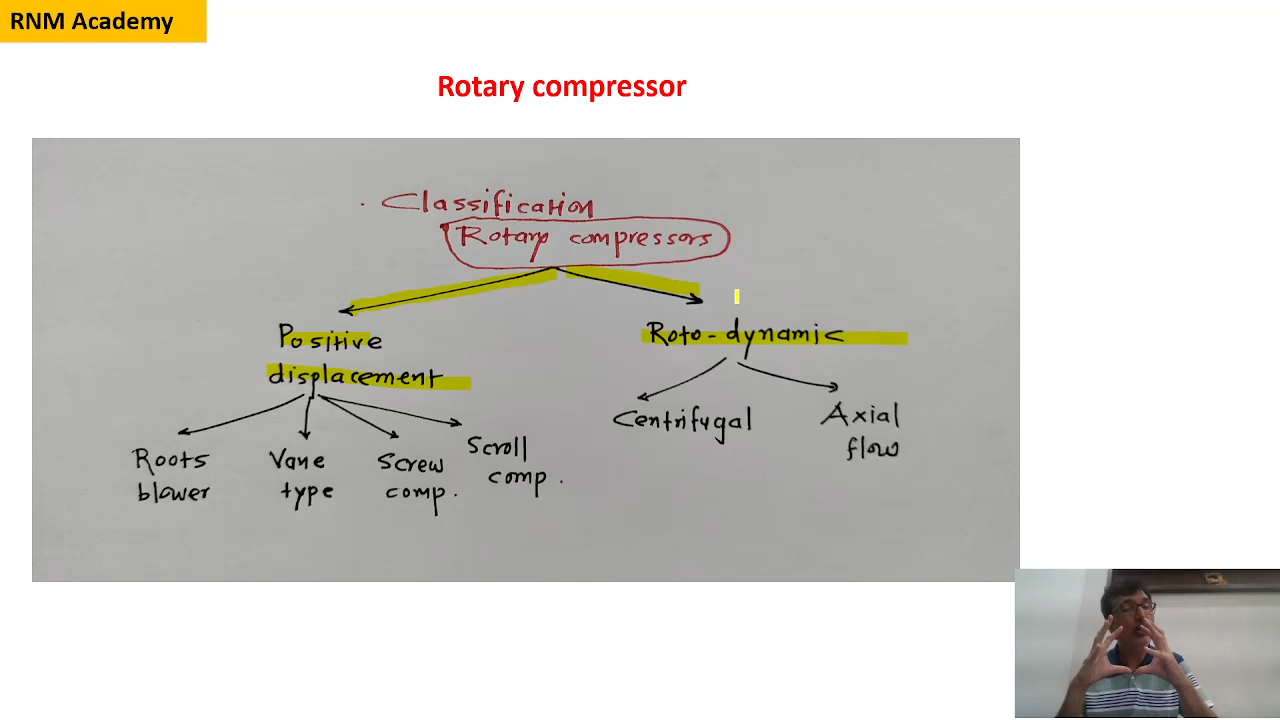 RNM Academy
Rotary compressor
Classification
Rotary compressors
Positive
displacement
Roto-dynamic
Roots
blower
Vane
type
Screw
comp.
Scroll
comp.
Centrifugal
Axial
flow